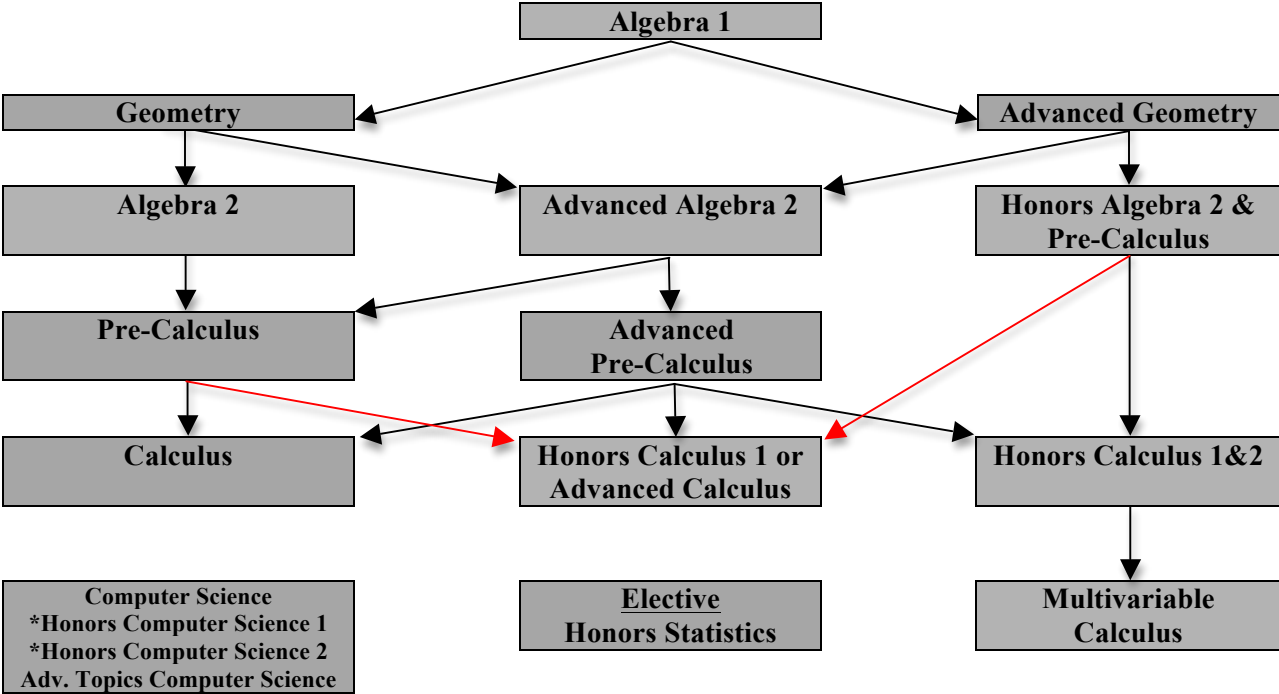 Algebra 1
Geometry
Advanced Geometry
Algebra 2
Advanced Algebra 2
Honors Algebra 2 &
Pre-Calculus
Pre-Calculus
Advanced
Pre-Calculus
Calculus
Honors Calculus 1 or
Advanced Calculus
Honors Calculus 1&2
Computer Science
*Honors Computer Science 1
*Honors Computer Science 2
Adv. Topics Computer Science
Elective
Honors Statistics
Multivariable
Calculus